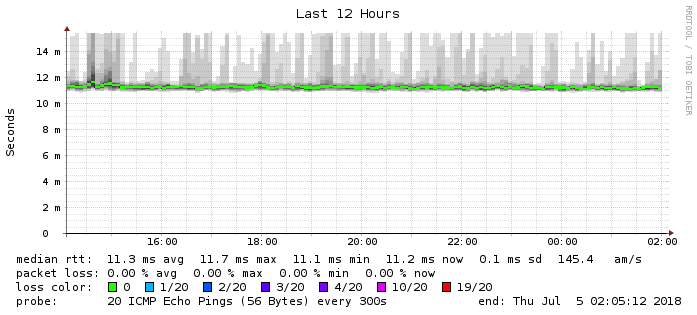 Last 12 Hours
RRDTOOL / TOBI OETIKER
Seconds
14 m
12 m
10 m
8 m
6 m
4 m
2 m
0
16:00 18:00 20:00 22:00 00:00 02:00
median rtt: 11.3 ms avg 11.7 ms max 11.1 ms min 11.2 ms now 0.1 ms sd 145.4 am/s
packet loss: 0.00 % avg 0.00 % max 0.00 % min 0.00 % now
loss color: 0 1/20 2/20 3/20 4/20 10/20 19/20
probe: 20 ICMP Echo Pings (56 Bytes) every 300s end: Thu Jul 5 02:05:12 2018